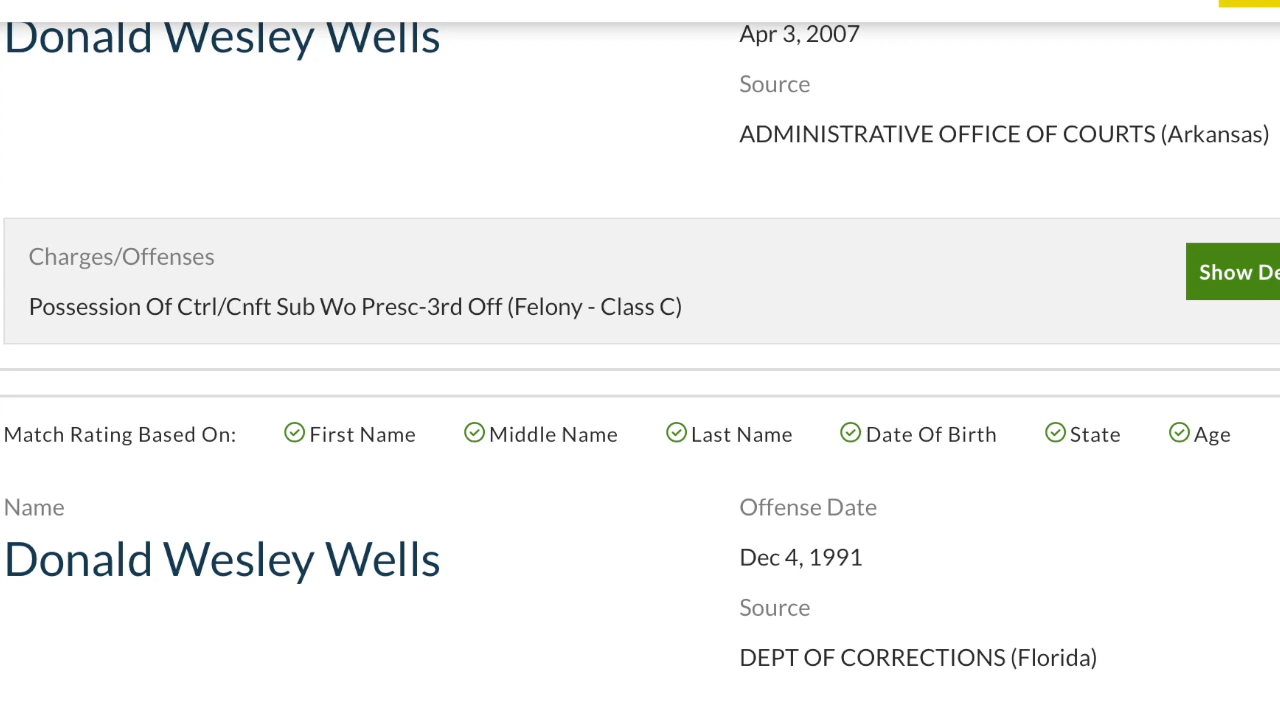 Donald Wesley Wells
Apr 3, 2007
Source
ADMINISTRATIVE OFFICE OF COURTS (Arkansas)
Charges/Offenses
Possession Of Ctrl/Cnft Sub Wo Presc-3rd Off (Felony - Class C)
Show De
Match Rating Based On: First Name Middle Name Last Name Date Of Birth State Age
Name
Donald Wesley Wells
Offense Date
Dec 4, 1991
Source
DEPT OF CORRECTIONS (Florida)